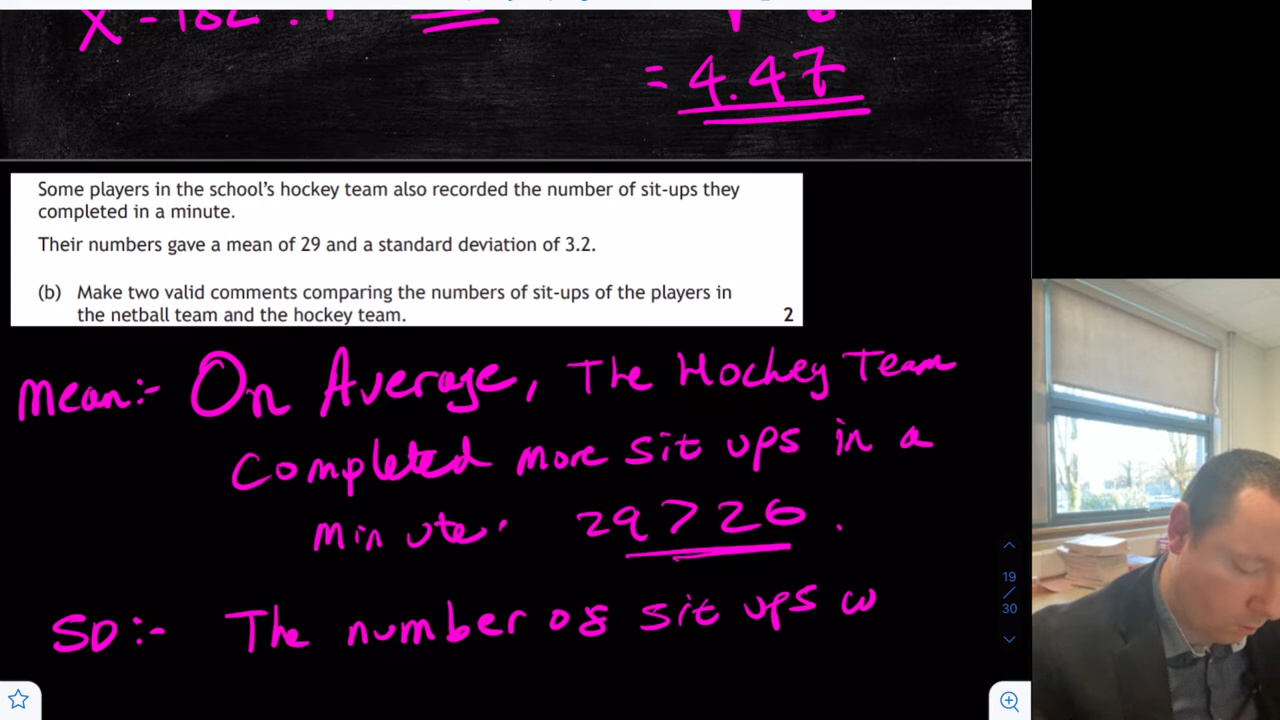 = 4.47
Some players in the school's hockey team also recorded the number of sit-ups they
completed in a minute.
Their numbers gave a mean of 29 and a standard deviation of 3.2.
(b) Make two valid comments comparing the numbers of sit-ups of the players in
the netball team and the hockey team.
2
Mean:- On Average, The Hockey Team
Completed more sit ups in a
minute. 29 > 26.
SD:- The number of sit ups w
19
/
30